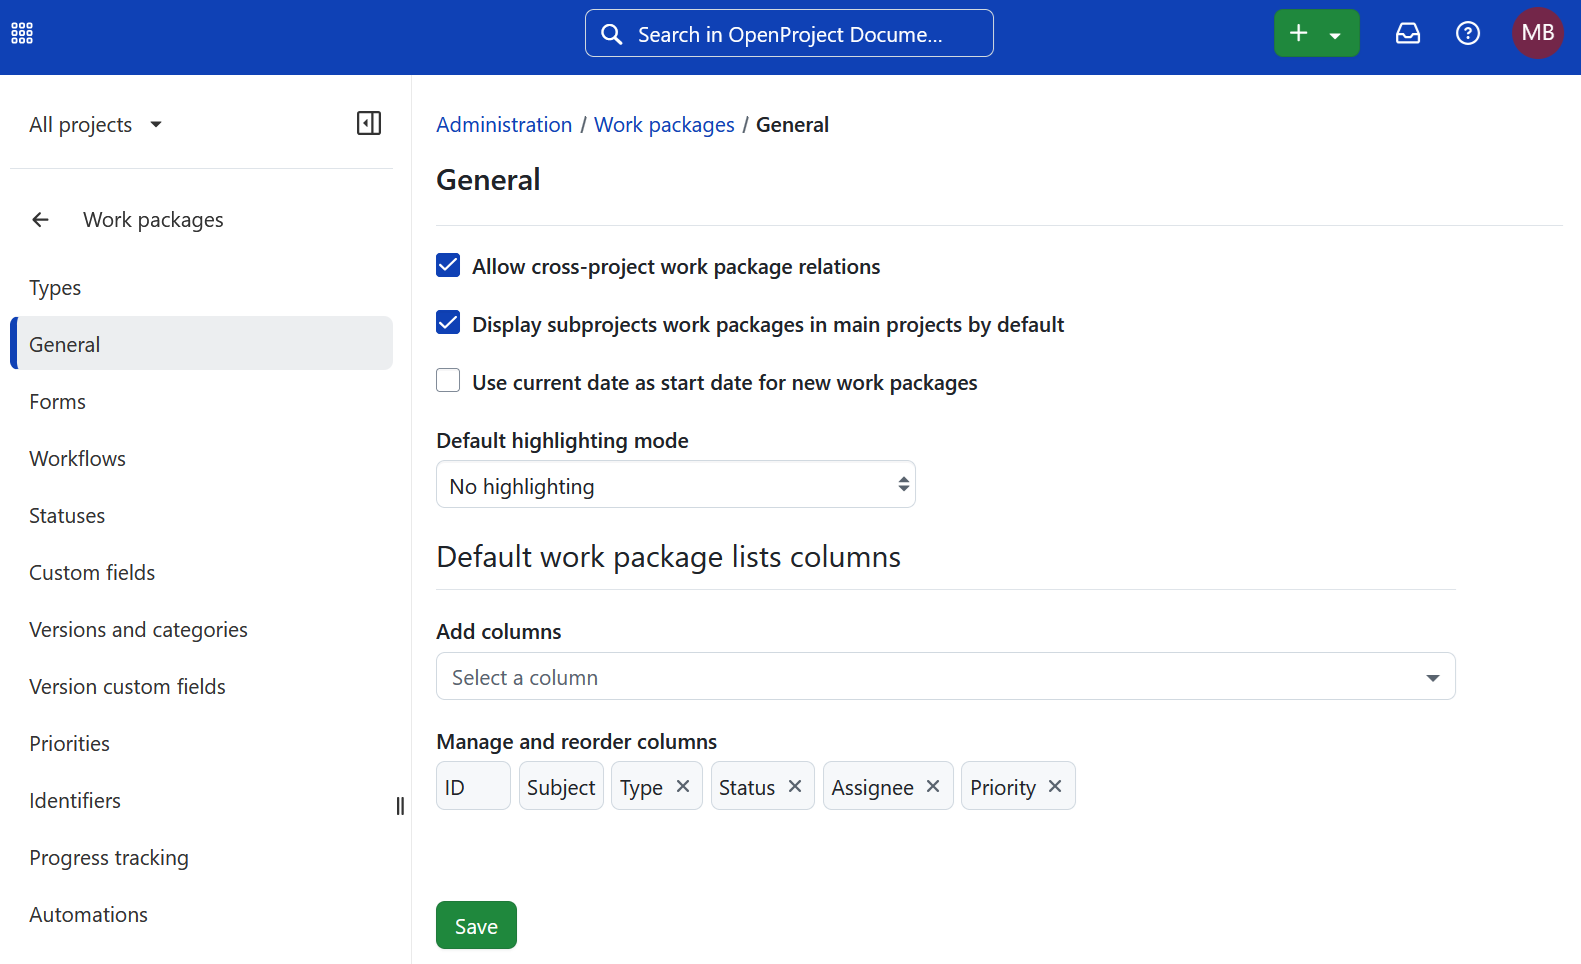 Search in OpenProject Docume...
MB
All projects
Work packages
Types
General
Forms
Workflows
Statuses
Custom fields
Versions and categories
Version custom fields
Priorities
Identifiers
Progress tracking
Automations
Administration / Work packages / General
General
Allow cross-project work package relations
Display subprojects work packages in main projects by default
Use current date as start date for new work packages
Default highlighting mode
No highlighting
Default work package lists columns
Add columns
Select a column
Manage and reorder columns
ID Subject Type Status Assignee Priority
Save